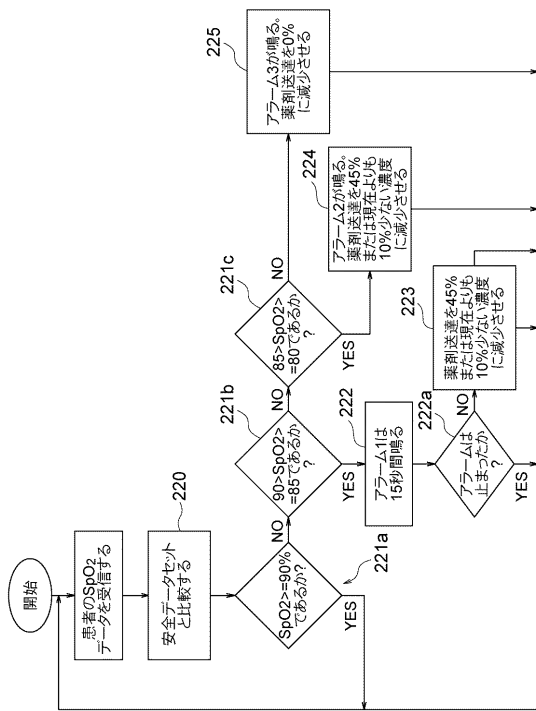 開始
患者のSpO2
データを受信する
220
安全データセット
と比較する
SpO2>=90%
であるか?
221a
YES
NO
221b
90>SpO2>
=85であるか
?
YES
NO
221c
85>SpO2>
=80であるか
?
YES
NO
222
アラーム1は
15秒間鳴る
222a
アラームは
止まったか
?
YES
NO
223
薬剤送達を45%
または現在よりも
10%少ない濃度
に減少させる
224
アラーム2が鳴る。
薬剤送達を45%
または現在よりも
10%少ない濃度
に減少させる
225
アラーム3が鳴る。
薬剤送達を0%
に減少させる